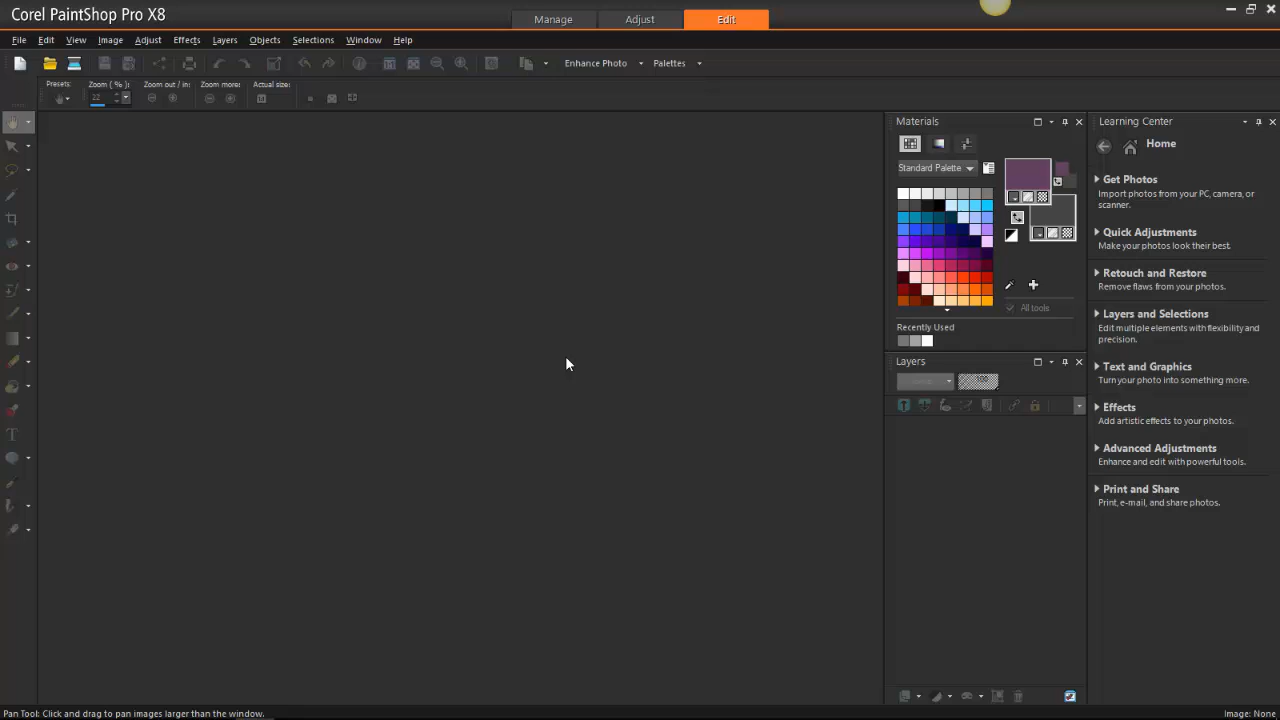 Corel PaintShop Pro X8
Manage Adjust Edit
File Edit View Image Adjust Effects Layers Objects Selections Window Help
Enhance Photo Palettes
Presets: Zoom ( % ): Zoom out / in: Zoom more: Actual size:
22
Materials
Standard Palette
All tools
Recently Used
Layers
100
Learning Center
Home
Get Photos
Import photos from your PC, camera, or
scanner.
Quick Adjustments
Make your photos look their best.
Retouch and Restore
Remove flaws from your photos.
Layers and Selections
Edit multiple elements with flexibility and
precision.
Text and Graphics
Turn your photo into something more.
Effects
Add artistic effects to your photos.
Advanced Adjustments
Enhance and edit with powerful tools.
Print and Share
Print, e-mail, and share photos.
Pan Tool: Click and drag to pan images larger than the window.
Image: None